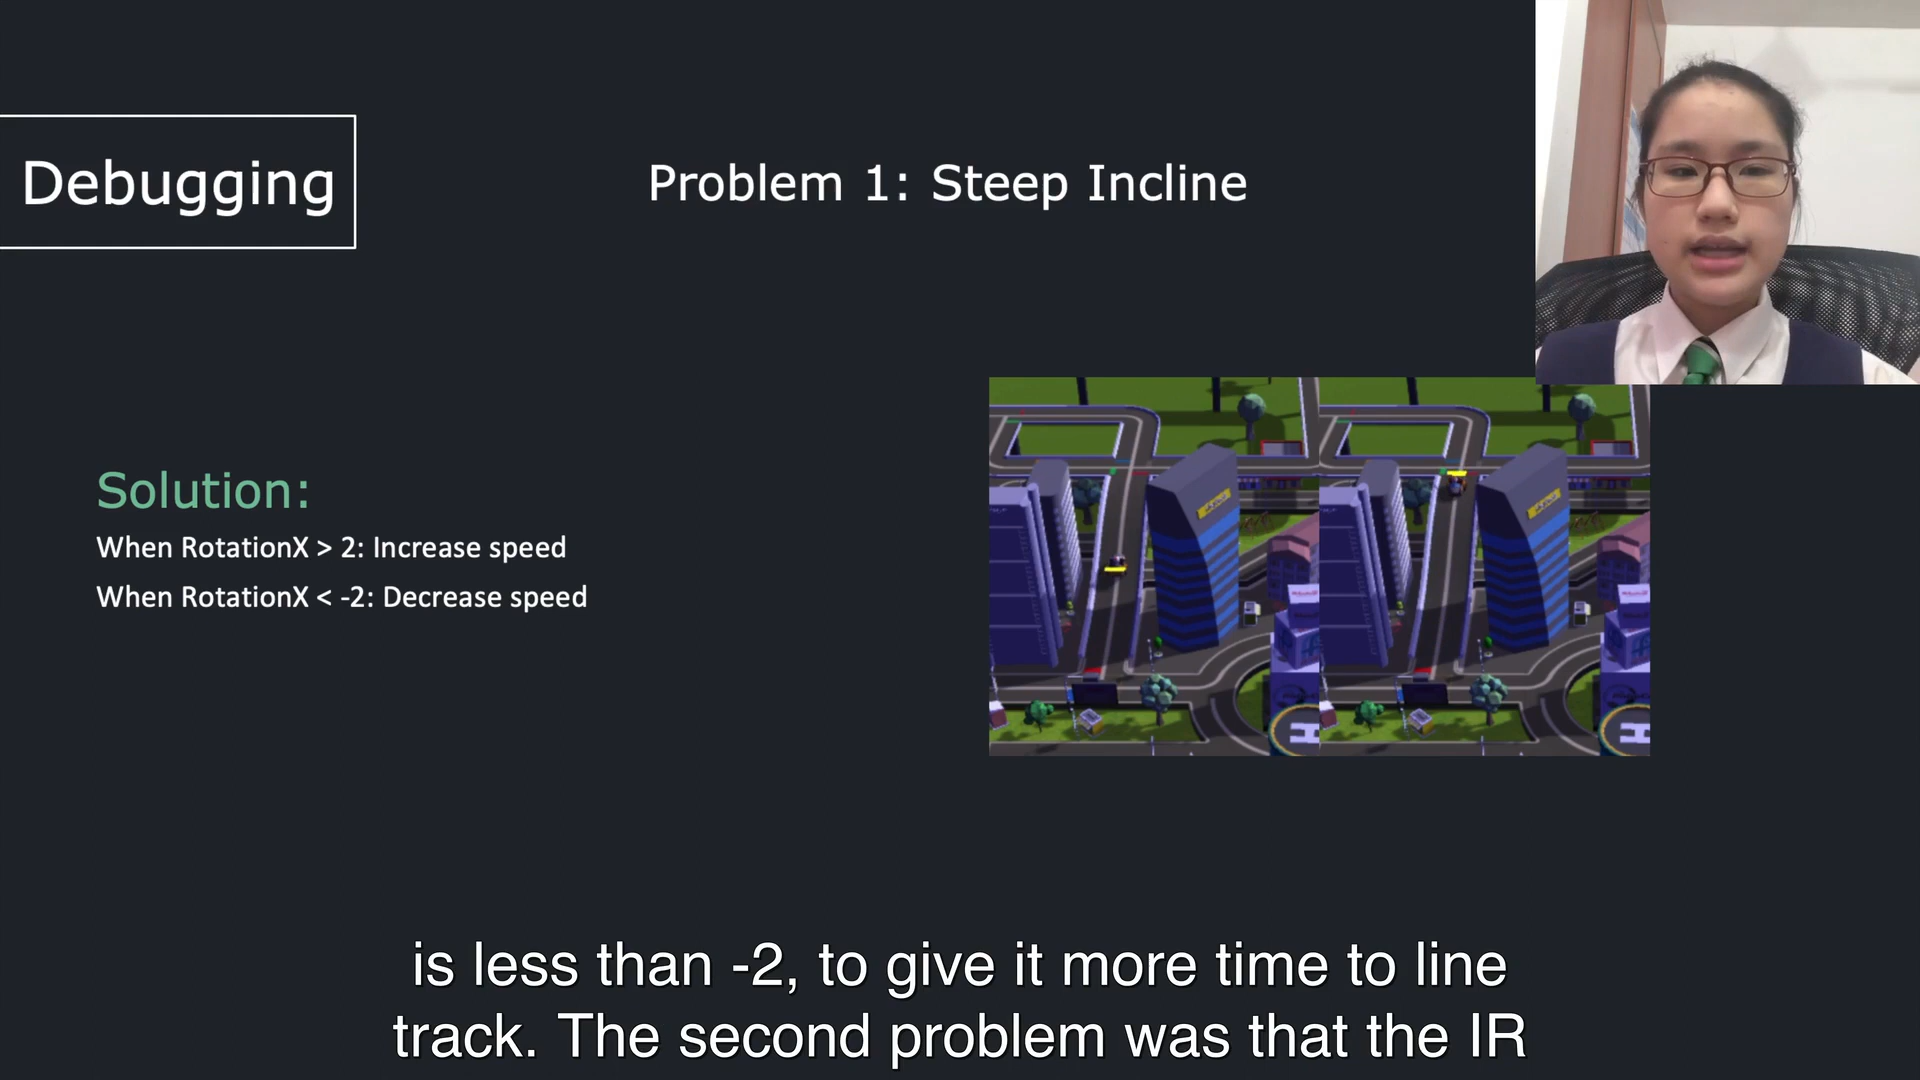 Debugging
Problem 1: Steep Incline
Solution:
When RotationX > 2: Increase speed
When RotationX < -2: Decrease speed
is less than -2, to give it more time to line
track. The second problem was that the IR